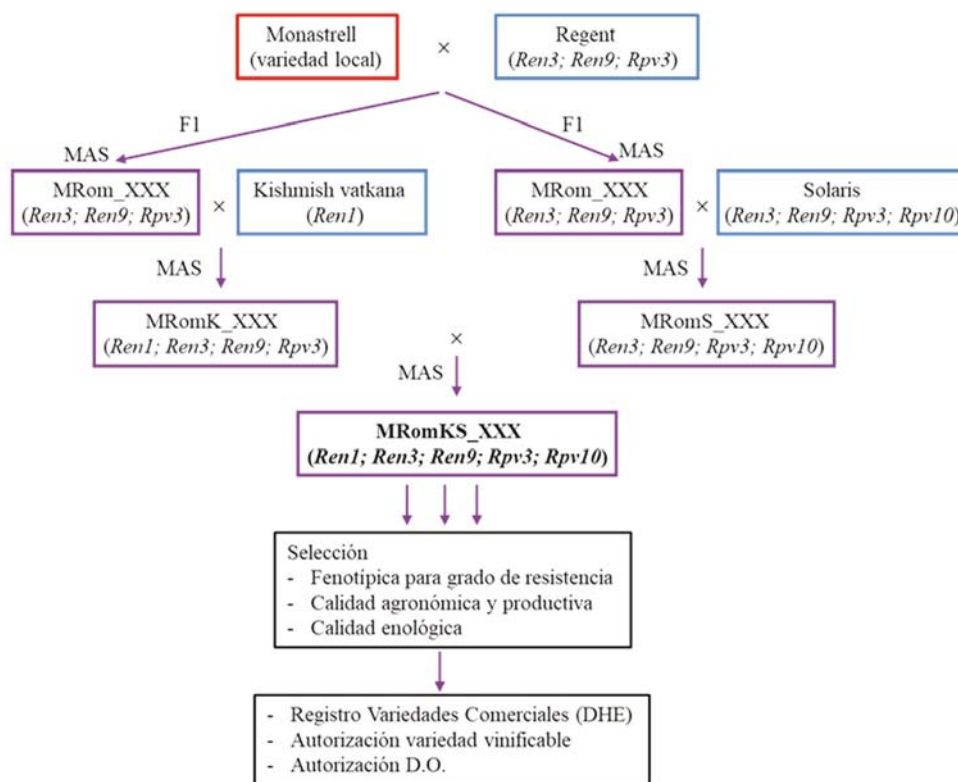 Monastrell
(variedad local)
×
Regent
(Ren3; Ren9; Rpv3)
F1
F1
MAS
MAS
MRom_XXX
(Ren3; Ren9; Rpv3)
×
Kishmish vatkana
(Ren1)
MRom_XXX
(Ren3; Ren9; Rpv3)
×
Solaris
(Ren3; Ren9; Rpv3; Rpv10)
MAS
MAS
MRomK_XXX
(Ren1; Ren3; Ren9; Rpv3)
×
MRomS_XXX
(Ren3; Ren9; Rpv3; Rpv10)
MAS
MRomKS_XXX
(Ren1; Ren3; Ren9; Rpv3; Rpv10)
Selección
- Fenotípica para grado de resistencia
- Calidad agronómica y productiva
- Calidad enológica
- Registro Variedades Comerciales (DHE)
- Autorización variedad vinificable
- Autorización D.O.